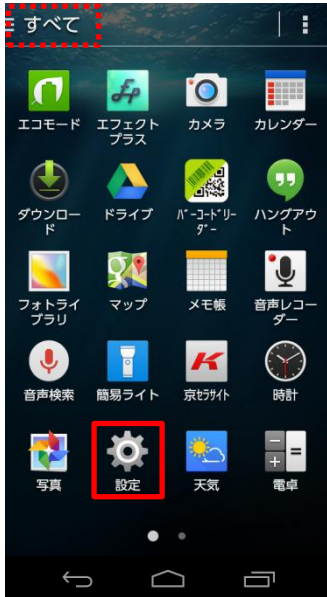 すべて
エコモード
エフェクト
プラス
カメラ
カレンダー
ダウンロー
ド
ドライブ
ﾊﾞｰｺｰﾄﾞﾘｰ
ﾀﾞｰ
ハングアウ
ト
フォトライ
ブラリ
マップ
メモ帳
音声レコー
ダー
音声検索
簡易ライト
京ｾﾗｻｲﾄ
時計
写真
設定
天気
電卓